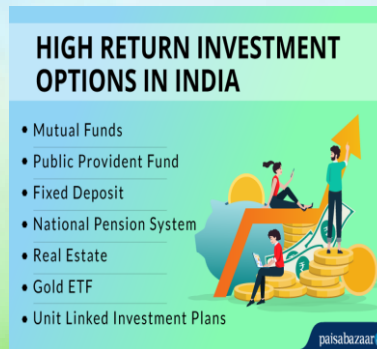 HIGH RETURN INVESTMENT
OPTIONS IN INDIA
• Mutual Funds
• Public Provident Fund
• Fixed Deposit
• National Pension System
• Real Estate
• Gold ETF
• Unit Linked Investment Plans
paisabazaar